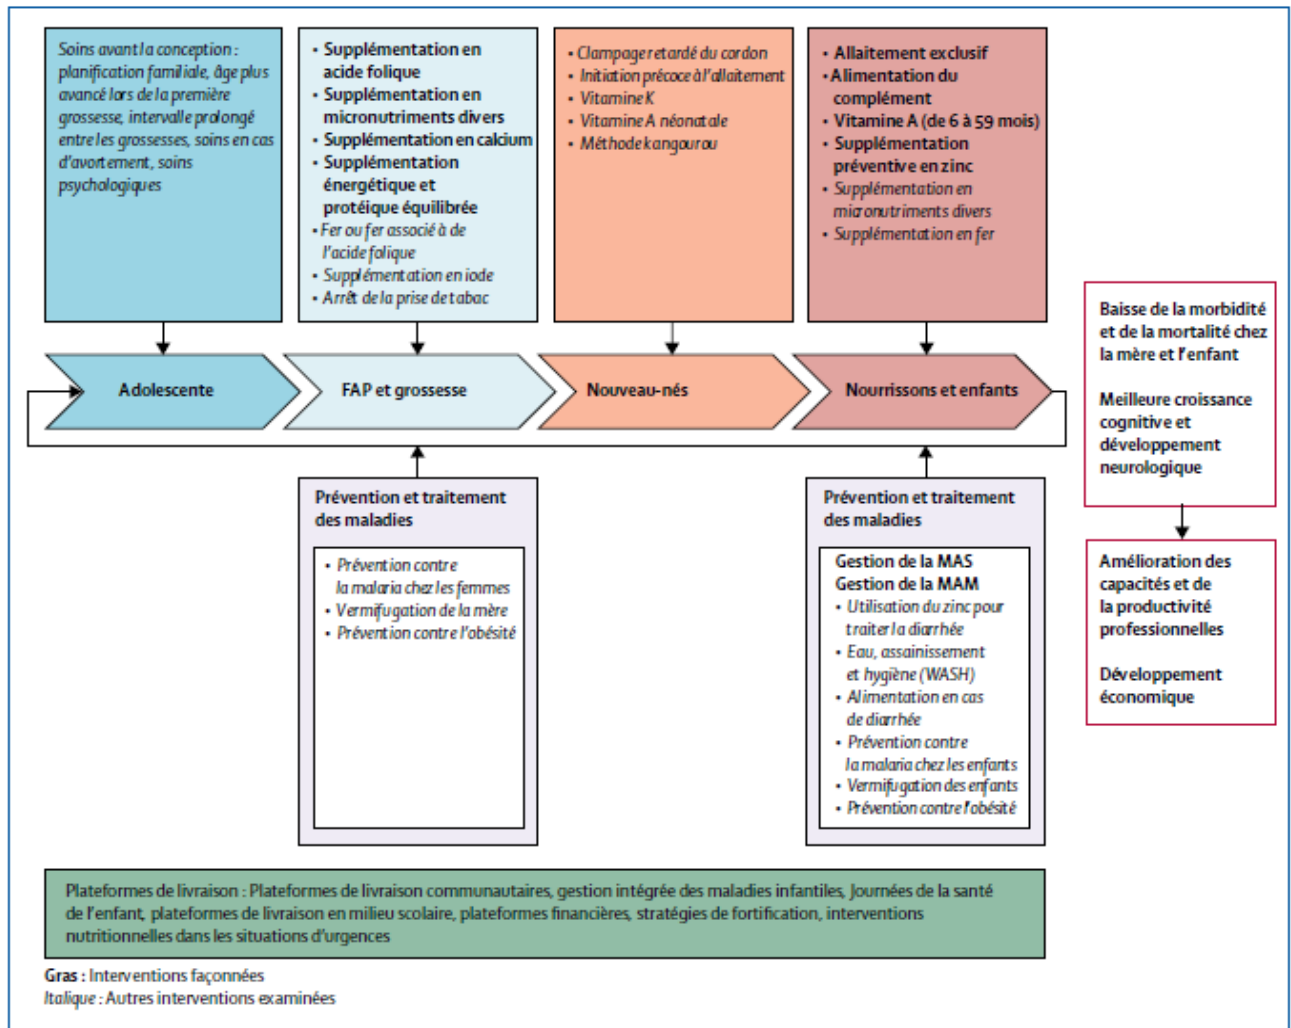 Soins avant la conception :
planification familiale, âge plus
avancé lors de la première
grossesse, intervalle prolongé
entre les grossesses, soins en cas
d'avortement, soins
psychologiques
• Supplémentation en
acide folique
• Supplémentation en
micronutriments divers
• Supplémentation en calcium
• Supplémentation
énergétique et
protéique équilibrée
• Fer ou fer associé à de
l'acide folique
• Supplémentation en iode
• Arrêt de la prise de tabac
• Clampage retardé du cordon
• Initiation précoce à l'allaitement
• Vitamine K
• Vitamine A néonatale
• Méthode kangourou
• Allaitement exclusif
• Alimentation du
complément
• Vitamine A (de 6 à 59 mois)
• Supplémentation
préventive en zinc
• Supplémentation en
micronutriments divers
• Supplémentation en fer
Adolescente
FAP et grossesse
Nouveau-nés
Nourrissons et enfants
Baisse de la morbidité
et de la mortalité chez
la mère et l'enfant
Meilleure croissance
cognitive et
développement
neurologique
Prévention et traitement
des maladies
• Prévention contre
la malaria chez les femmes
• Vermifugation de la mère
• Prévention contre l'obésité
Prévention et traitement
des maladies
Gestion de la MAS
Gestion de la MAM
• Utilisation du zinc pour
traiter la diarrhée
• Eau, assainissement
et hygiène (WASH)
• Alimentation en cas
de diarrhée
• Prévention contre
la malaria chez les enfants
• Vermifugation des enfants
• Prévention contre l'obésité
Amélioration des
capacités et de
la productivité
professionnelles
Développement
économique
Plateformes de livraison : Plateformes de livraison communautaires, gestion intégrée des maladies infantiles, Journées de la santé
de l'enfant, plateformes de livraison en milieu scolaire, plateformes financières, stratégies de fortification, interventions
nutritionnelles dans les situations d'urgences
Gras : Interventions façonnées
Italique : Autres interventions examinées